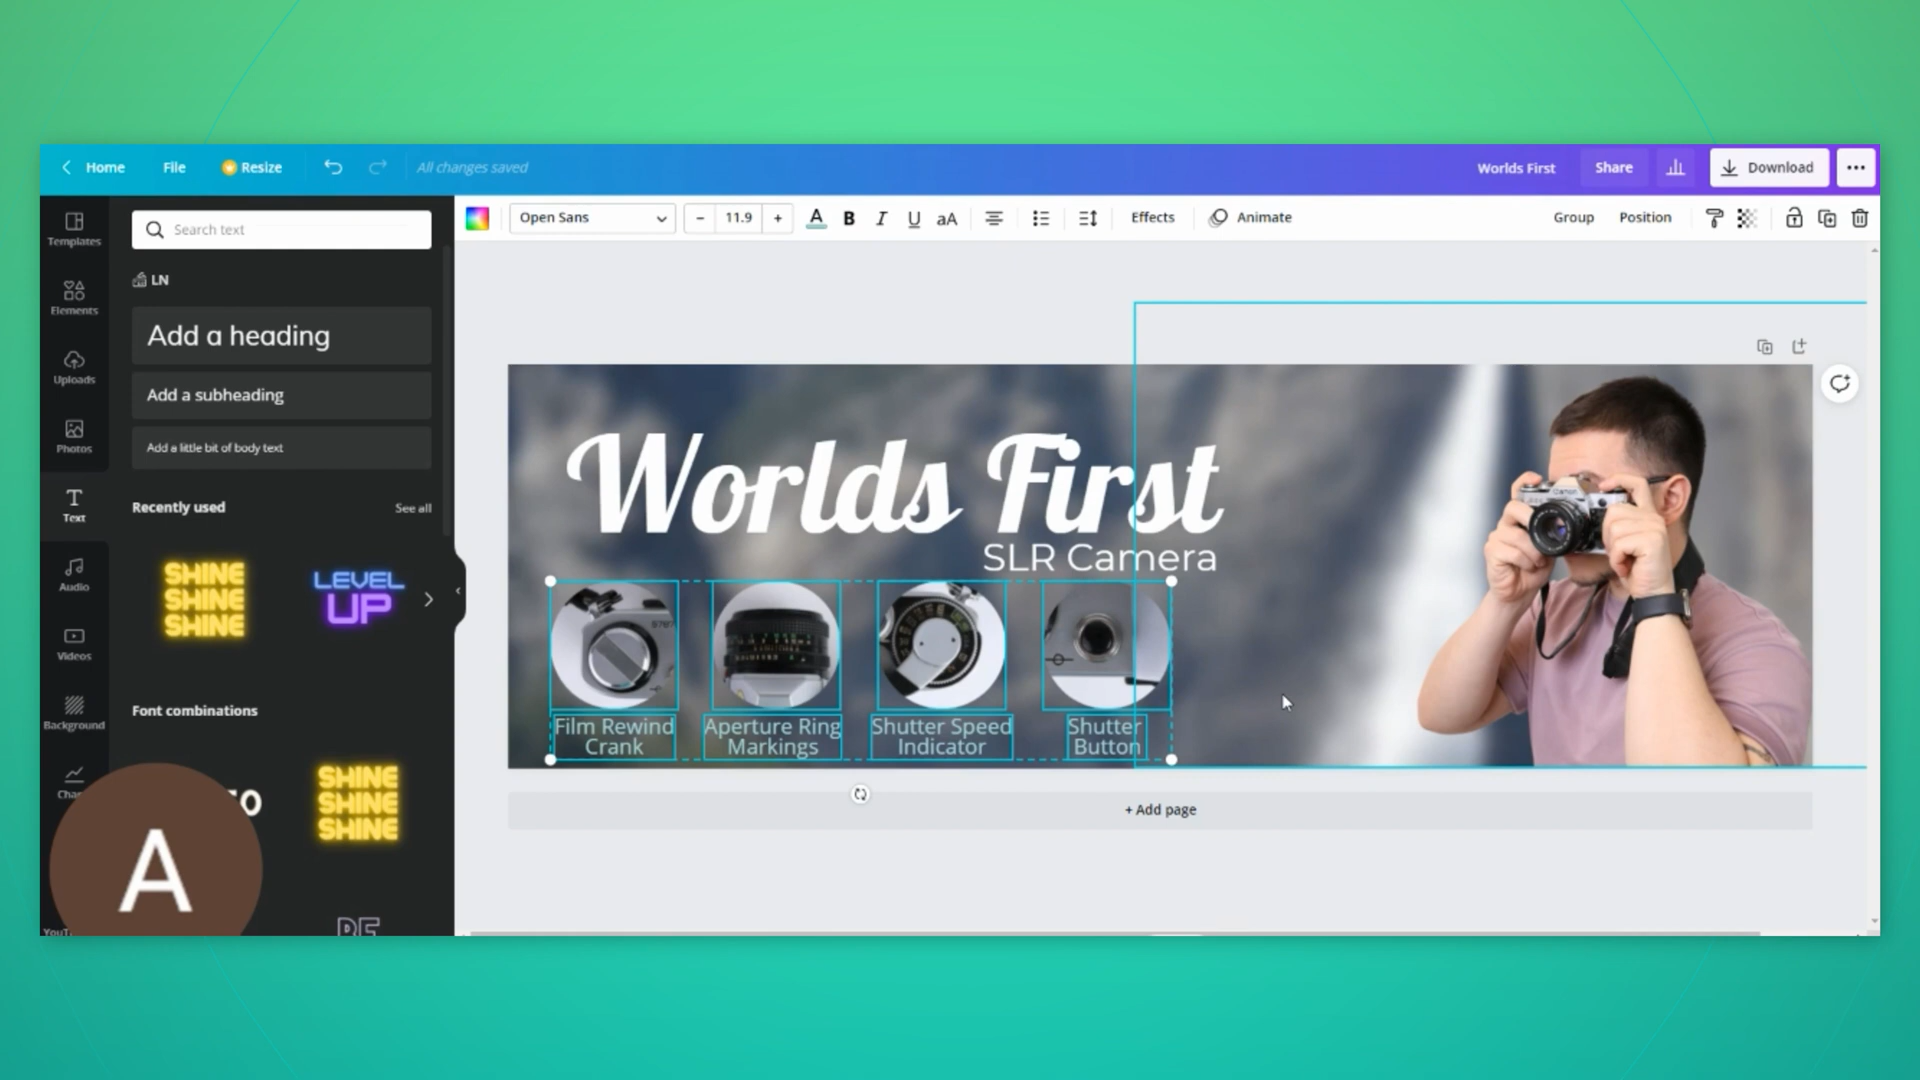 Home File Resize All changes saved Worlds First Share Download
Open Sans – 11.9 + A B I U aA Effects Animate Group Position
Search text
LN
Add a heading
Add a subheading
Add a little bit of body text
Recently used See all
SHINE
SHINE
SHINE
LEVEL
UP
Font combinations
SHINE
SHINE
SHINE
Templates
Elements
Uploads
Photos
T
Text
Audio
Videos
Background
A
Worlds First
SLR Camera
Canon
Film Rewind
Crank
Aperture Ring
Markings
Shutter Speed
Indicator
Shutter
Button
+ Add page